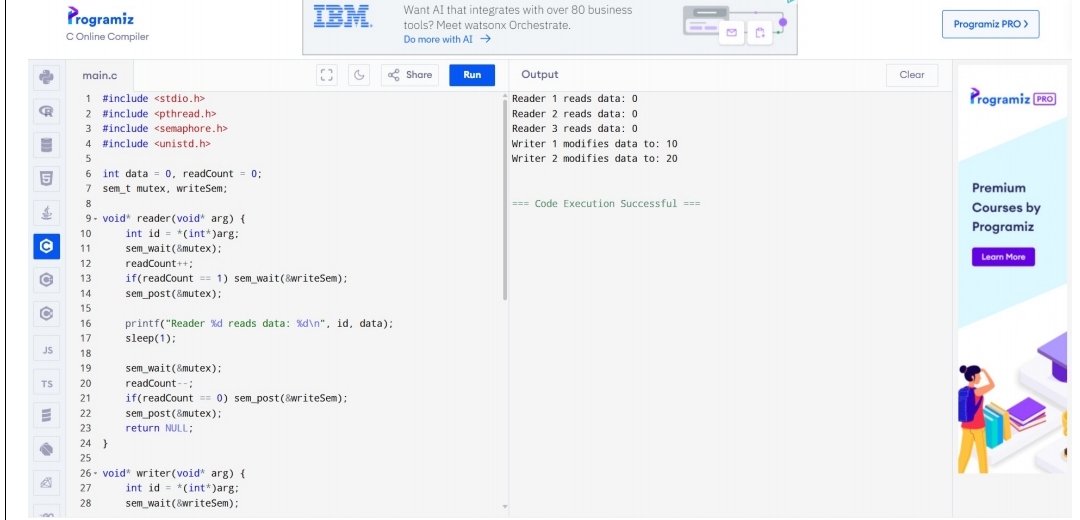 Programiz
C Online Compiler
IBM.
Want AI that integrates with over 80 business
tools? Meet watsonx Orchestrate.
Do more with AI →
Programiz PRO >
main.c
Share
Run
Output
Clear
1 #include <stdio.h>
2 #include <pthread.h>
3 #include <semaphore.h>
4 #include <unistd.h>
5
6 int data = 0, readCount = 0;
7 sem_t mutex, writeSem;
8
9 void* reader(void* arg) {
10     int id = *(int*)arg;
11     sem_wait(&mutex);
12     readCount++;
13     if(readCount == 1) sem_wait(&writeSem);
14     sem_post(&mutex);
15
16     printf("Reader %d reads data: %d\n", id, data);
17     sleep(1);
18
19     sem_wait(&mutex);
20     readCount--;
21     if(readCount == 0) sem_post(&writeSem);
22     sem_post(&mutex);
23     return NULL;
24 }
25
26 void* writer(void* arg) {
27     int id = *(int*)arg;
28     sem_wait(&writeSem);
Reader 1 reads data: 0
Reader 2 reads data: 0
Reader 3 reads data: 0
Writer 1 modifies data to: 10
Writer 2 modifies data to: 20
=== Code Execution Successful ===
JS
TS
Programiz PRO
Premium
Courses by
Programiz
Learn More